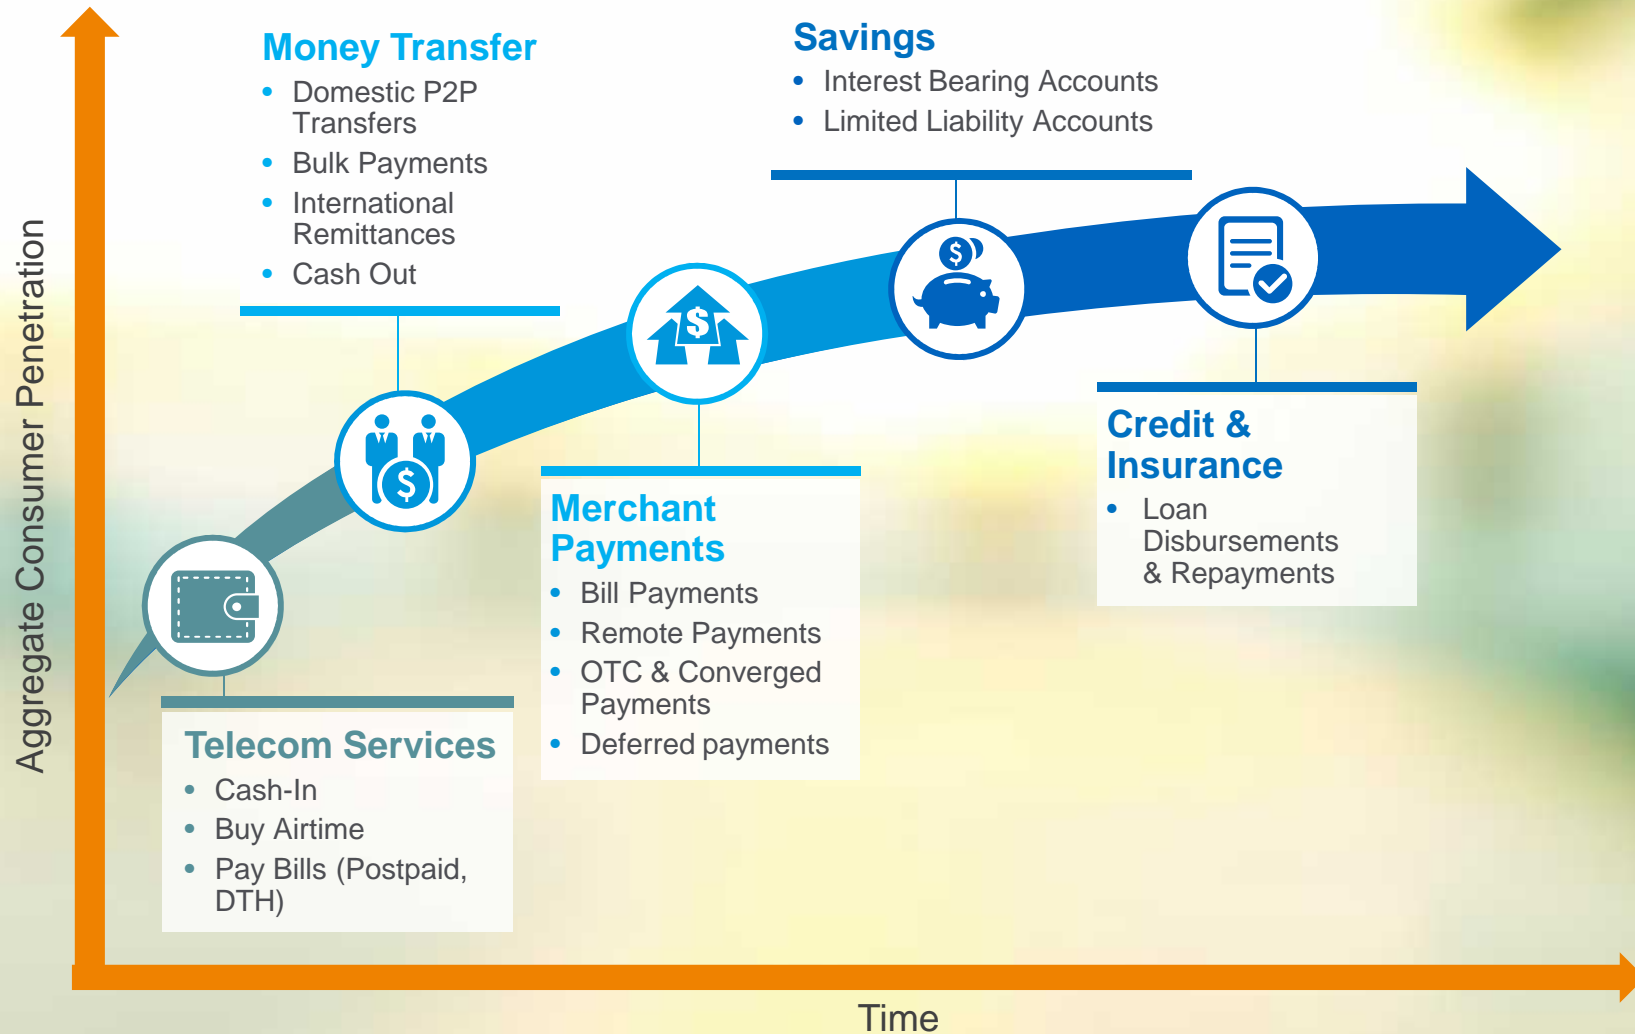 Money Transfer
• Domestic P2P
Transfers
• Bulk Payments
• International
Remittances
• Cash Out
Savings
• Interest Bearing Accounts
• Limited Liability Accounts
Aggregate Consumer Penetration
$
$
$
Merchant
Payments
• Bill Payments
• Remote Payments
• OTC & Converged
Payments
• Deferred payments
Credit &
Insurance
• Loan
Disbursements
& Repayments
Telecom Services
• Cash-In
• Buy Airtime
• Pay Bills (Postpaid,
DTH)
Time